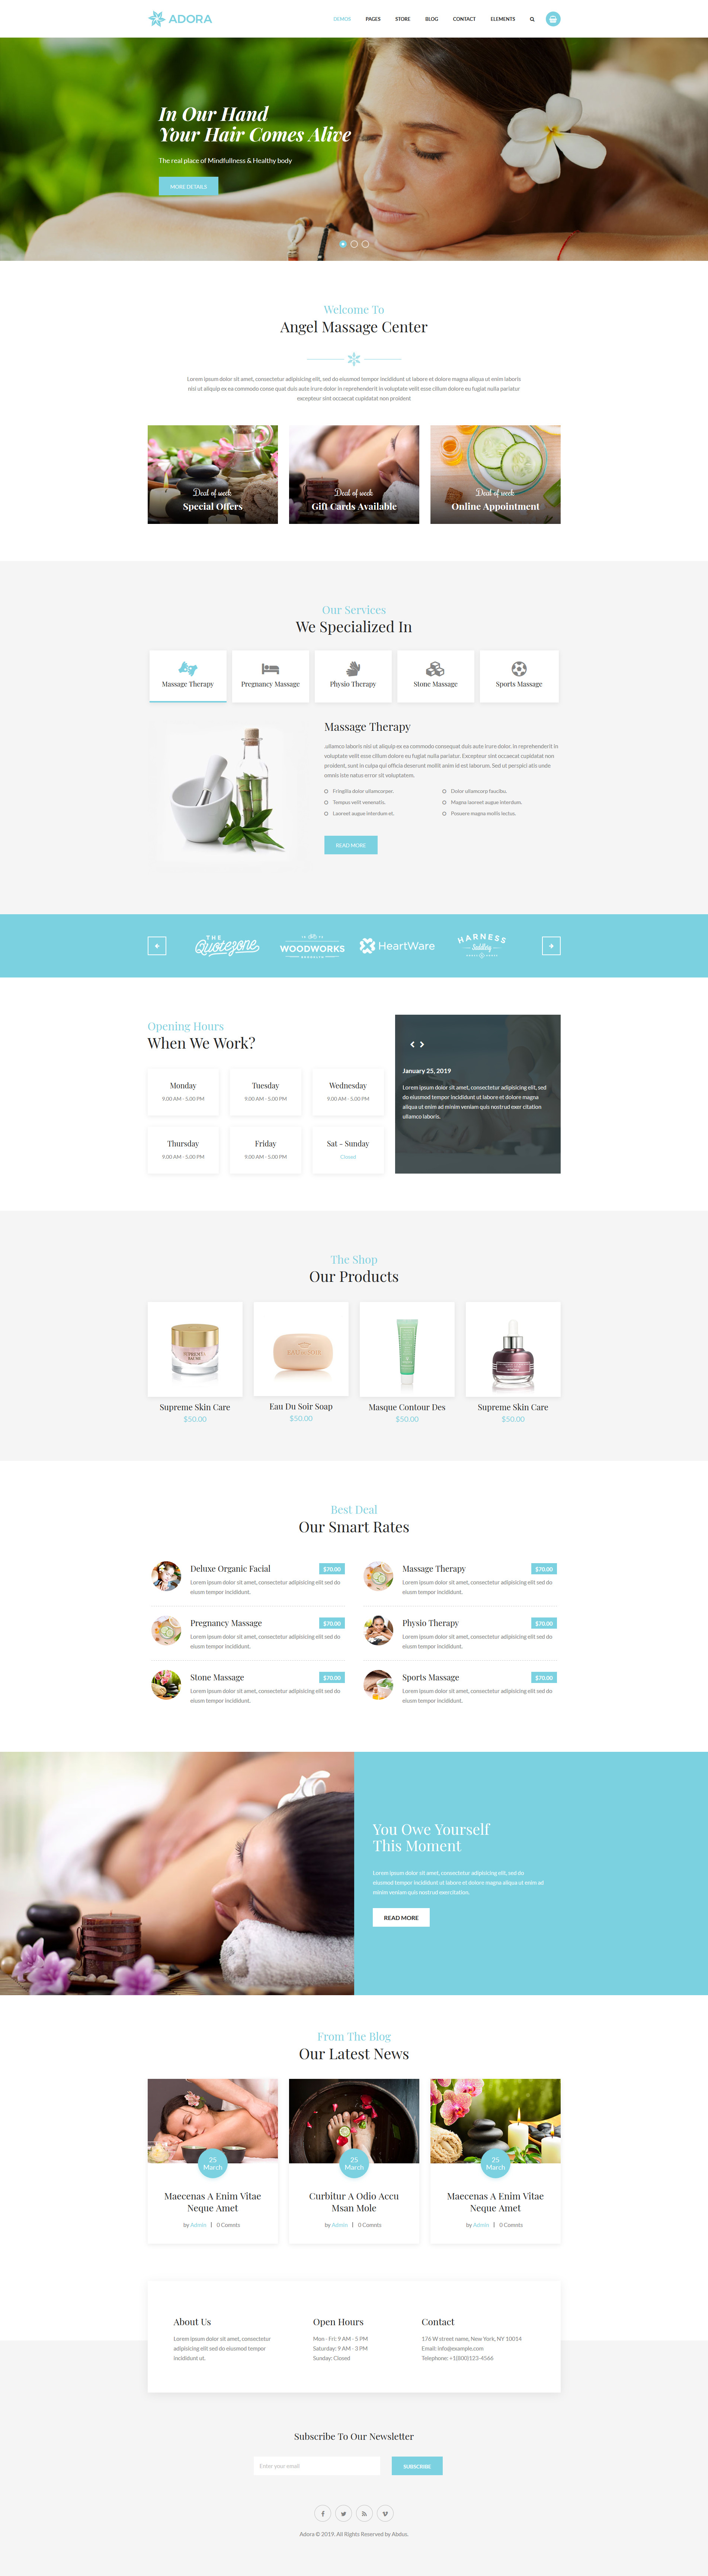 ADORA
DEMOS PAGES STORE BLOG CONTACT ELEMENTS
In Our Hand
Your Hair Comes Alive
The real place of Mindfullness & Healthy body
MORE DETAILS
Welcome To
Angel Massage Center
Lorem ipsum dolor sit amet, consectetur adipisicing elit, sed do eiusmod tempor incididunt ut labore et dolore magna aliqua ut enim laboris
nisi ut aliquip ex ea commodo conse quat duis aute irure dolor in reprehenderit in voluptate velit esse cillum dolore eu fugiat nulla pariatur
excepteur sint occaecat cupidatat non proident
Deal of week
Special Offers
Deal of week
Gift Cards Available
Deal of week
Online Appointment
Our Services
We Specialized In
Massage Therapy
Pregnancy Massage
Physio Therapy
Stone Massage
Sports Massage
Massage Therapy
.ullamco laboris nisi ut aliquip ex ea commodo consequat duis aute irure dolor. In reprehenderit in
voluptate velit esse cillum dolore eu fugiat nulla pariatur. Excepteur sint occaecat cupidatat non
proident, sunt in culpa qui officia deserunt mollit anim id est laborum. Sed ut perspici atis unde
omnis iste natus error sit voluptatem.
Fringilla dolor ullamcorper.
Dolor ullamcorp faucibu.
Tempus velit venenatis.
Magna laoreet augue interdum.
Laoreet augue interdum et.
Posuere magna mollis lectus.
READ MORE
THE
Quotezone
WOODWORKS
HeartWare
HARNESS
Saddlery
Opening Hours
When We Work?
Monday
9.00 AM - 5.00 PM
Tuesday
9.00 AM - 5.00 PM
Wednesday
9.00 AM - 5.00 PM
Thursday
9.00 AM - 5.00 PM
Friday
9.00 AM - 5.00 PM
Sat - Sunday
Closed
January 25, 2019
Lorem ipsum dolor sit amet, consectetur adipisicing elit, sed
do eiusmod tempor incididunt ut labore et dolore magna
aliqua ut enim ad minim veniam quis nostrud exer citation
ullamco laboris.
The Shop
Our Products
Supreme Skin Care
$50.00
Eau Du Soir Soap
$50.00
Masque Contour Des
$50.00
Supreme Skin Care
$50.00
Best Deal
Our Smart Rates
Deluxe Organic Facial $70.00
Lorem ipsum dolor sit amet, consectetur adipisicing elit sed do
eiusm tempor incididunt.
Massage Therapy $70.00
Lorem ipsum dolor sit amet, consectetur adipisicing elit sed do
eiusm tempor incididunt.
Pregnancy Massage $70.00
Lorem ipsum dolor sit amet, consectetur adipisicing elit sed do
eiusm tempor incididunt.
Physio Therapy $70.00
Lorem ipsum dolor sit amet, consectetur adipisicing elit sed do
eiusm tempor incididunt.
Stone Massage $70.00
Lorem ipsum dolor sit amet, consectetur adipisicing elit sed do
eiusm tempor incididunt.
Sports Massage $70.00
Lorem ipsum dolor sit amet, consectetur adipisicing elit sed do
eiusm tempor incididunt.
You Owe Yourself
This Moment
Lorem ipsum dolor sit amet, consectetur adipisicing elit, sed do
eiusmod tempor incididunt ut labore et dolore magna aliqua ut enim ad
minim veniam quis nostrud exercitation.
READ MORE
From The Blog
Our Latest News
25
March
Maecenas A Enim Vitae
Neque Amet
by Admin | 0 Comnts
25
March
Curbitur A Odio Accu
Msan Mole
by Admin | 0 Comnts
25
March
Maecenas A Enim Vitae
Neque Amet
by Admin | 0 Comnts
About Us
Lorem ipsum dolor sit amet, consectetur
adipisicing elit sed do eiusmod tempor
incididunt ut.
Open Hours
Mon - Fri: 9 AM - 5 PM
Saturday: 9 AM - 3 PM
Sunday: Closed
Contact
176 W street name, New York, NY 10014
Email: info@example.com
Telephone: +1(800)123-4566
Subscribe To Our Newsletter
Enter your email
SUBSCRIBE
Adora © 2019. All Rights Reserved by Abdus.